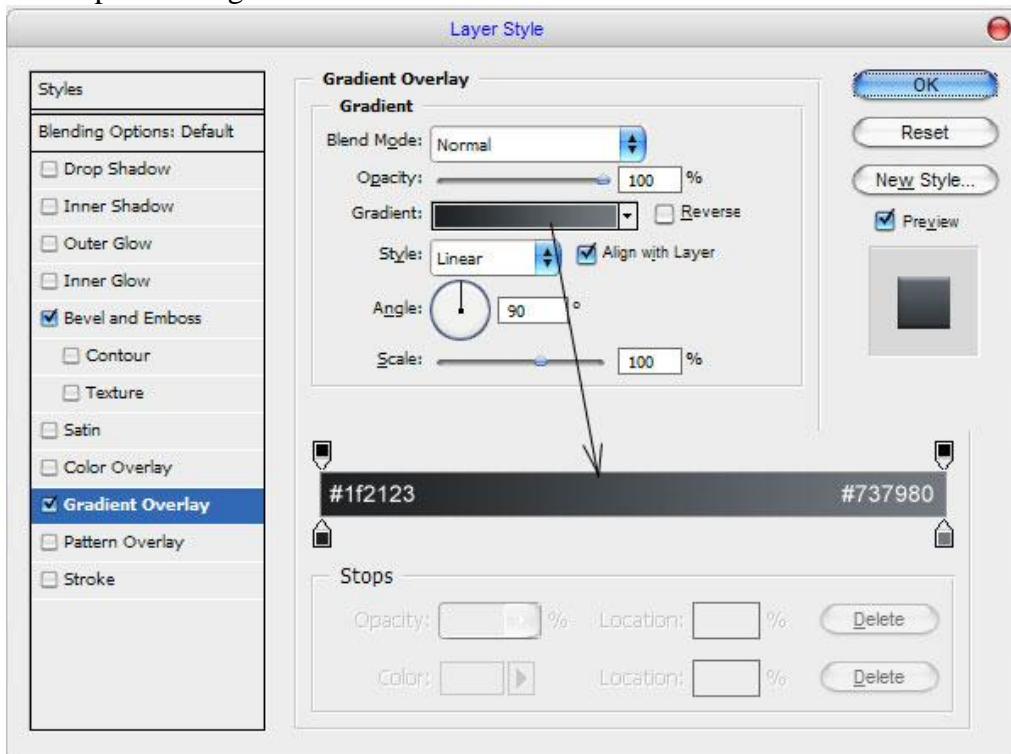 Layer Style
Styles
Blending Options: Default
Drop Shadow
Inner Shadow
Outer Glow
Inner Glow
Bevel and Emboss
Contour
Texture
Satin
Color Overlay
Gradient Overlay
Pattern Overlay
Stroke
Gradient Overlay
Gradient
Blend Mode: Normal
Opacity: 100 %
Gradient: Reverse
Style: Linear Align with Layer
Angle: 90 °
Scale: 100 %
#1f2123 #737980
Stops
Opacity: % Location: % Delete
Color: Location: % Delete
OK
Reset
New Style...
Preview